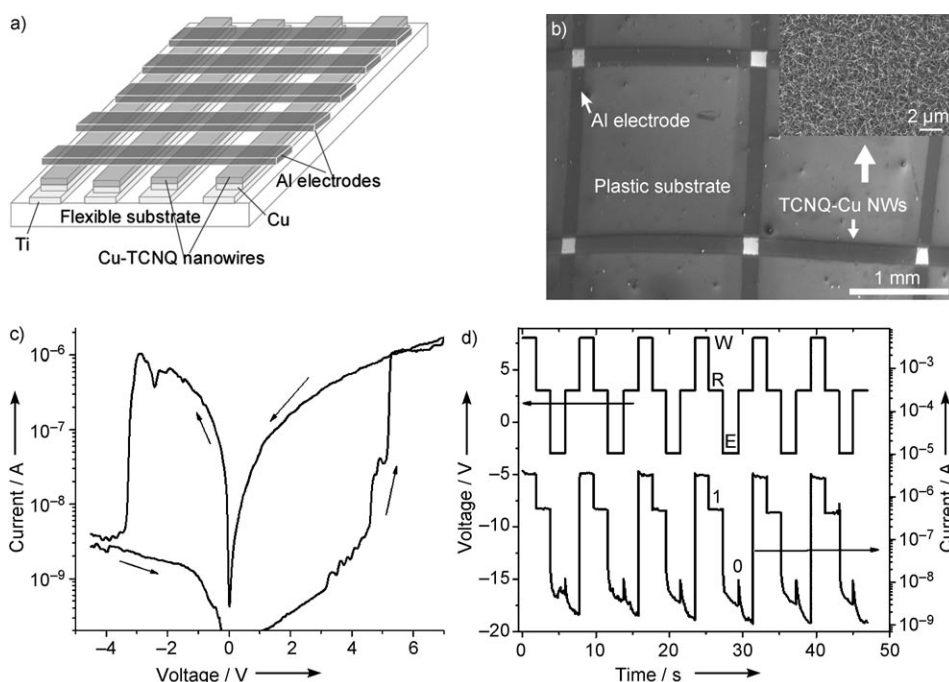 a)
Al electrodes
Flexible substrate
Cu
Ti
Cu-TCNQ nanowires
b)
2 μm
Al electrode
Plastic substrate
TCNQ-Cu NWs
1 mm
c)
10⁻⁶
10⁻⁷
10⁻⁸
10⁻⁹
Current / A
−4 −2 0 2 4 6
Voltage / V
d)
5
0
−5
−10
−15
−20
Voltage / V
W
R
E
1
0
10⁻³
10⁻⁴
10⁻⁵
10⁻⁶
10⁻⁷
10⁻⁸
10⁻⁹
Current / A
0 10 20 30 40 50
Time / s